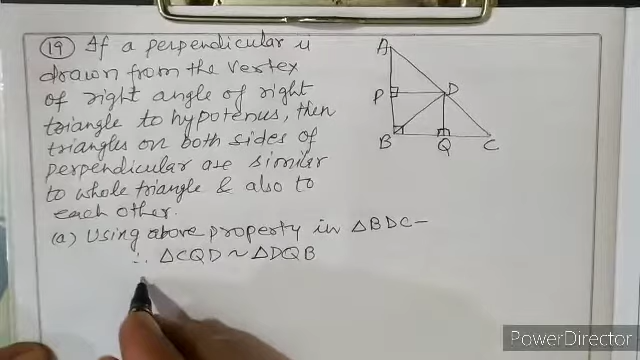 19 If a perpendicular is
drawn from the vertex
of right angle of right
triangle to hypotenus, then
triangles on both sides of
perpendicular are similar
to whole triangle & also to
each other.
(a) Using above property in △BDC-
∴ △CQD ~ △DQB
A
P
D
B
Q
C
PowerDirector